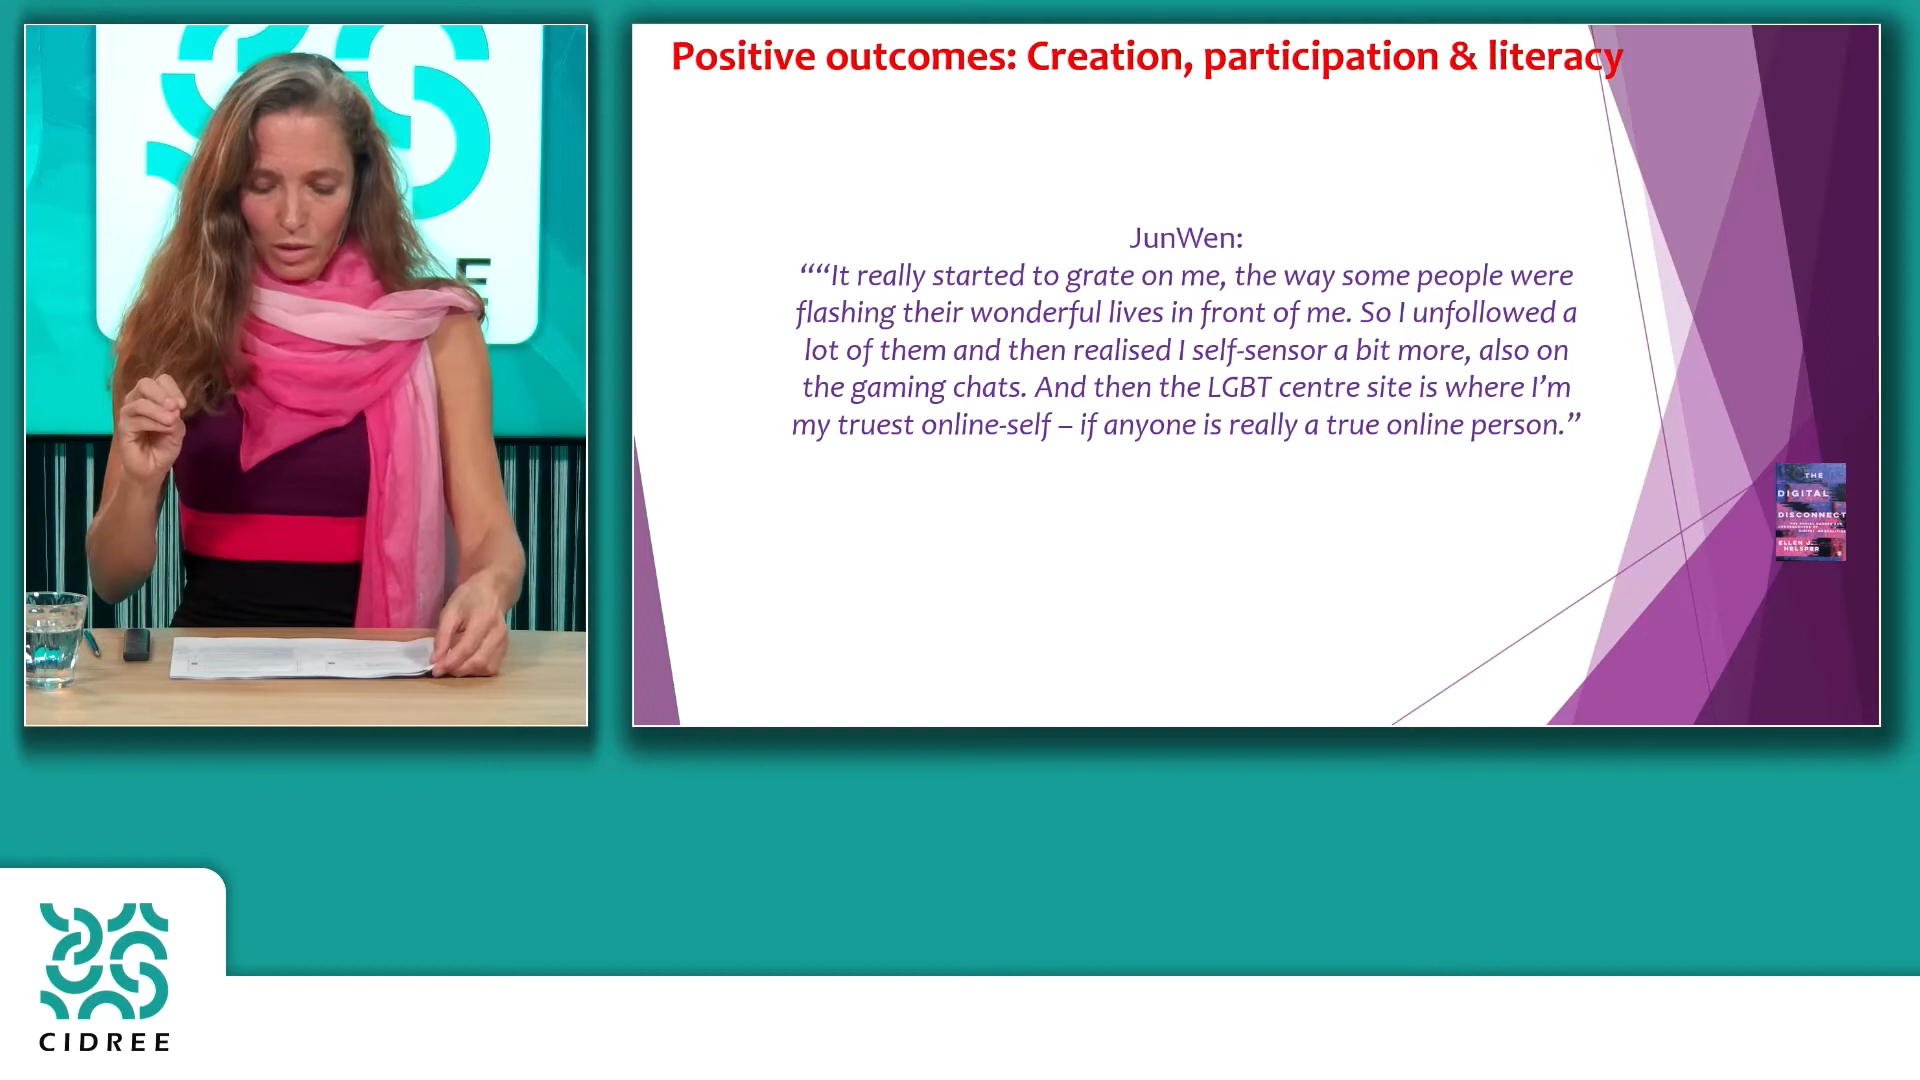 Positive outcomes: Creation, participation & literacy
JunWen:
““It really started to grate on me, the way some people were
flashing their wonderful lives in front of me. So I unfollowed a
lot of them and then realised I self-sensor a bit more, also on
the gaming chats. And then the LGBT centre site is where I’m
my truest online-self – if anyone is really a true online person.”
THE
DIGITAL
DISCONNECT
ELLEN J.
HELSPER
E
CIDREE